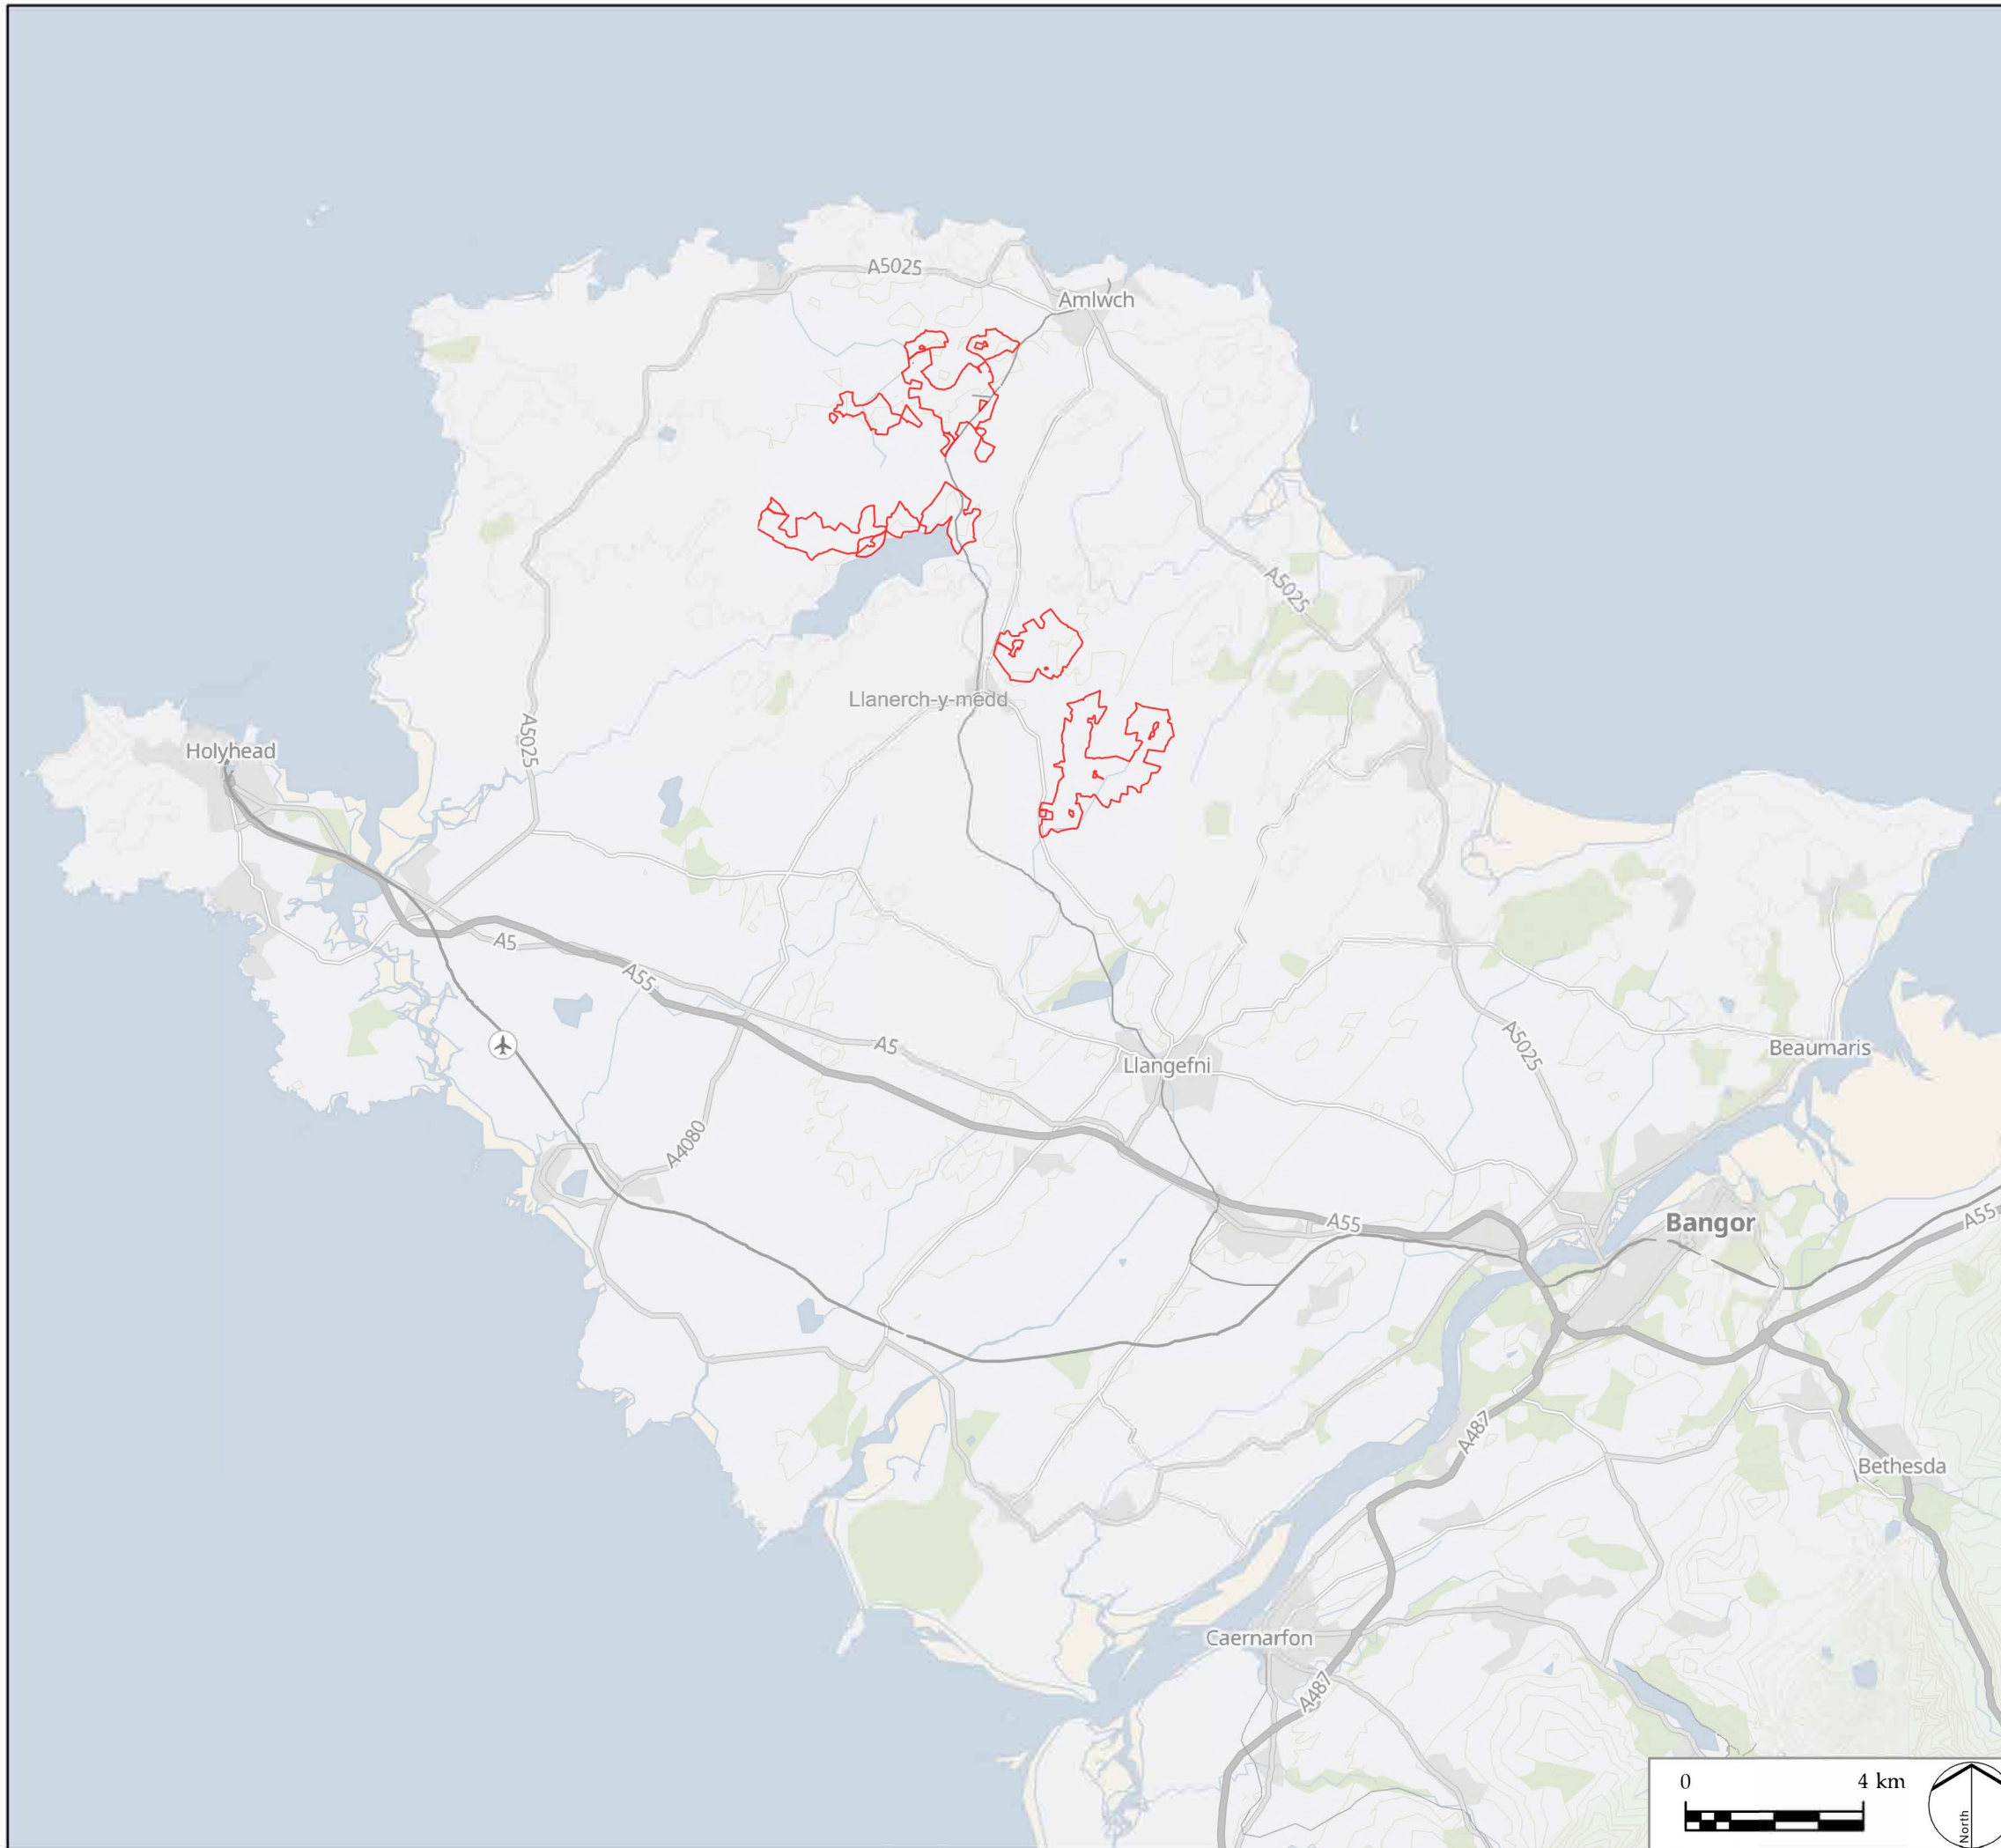 A5025
Amlwch
A5025
Llanerch-y-medd
A5025
Holyhead
A5
A55
A5
A5025
Beaumaris
Llangefni
A4080
A55
Bangor
A55
A487
Bethesda
Caernarfon
A487
0 4 km
North